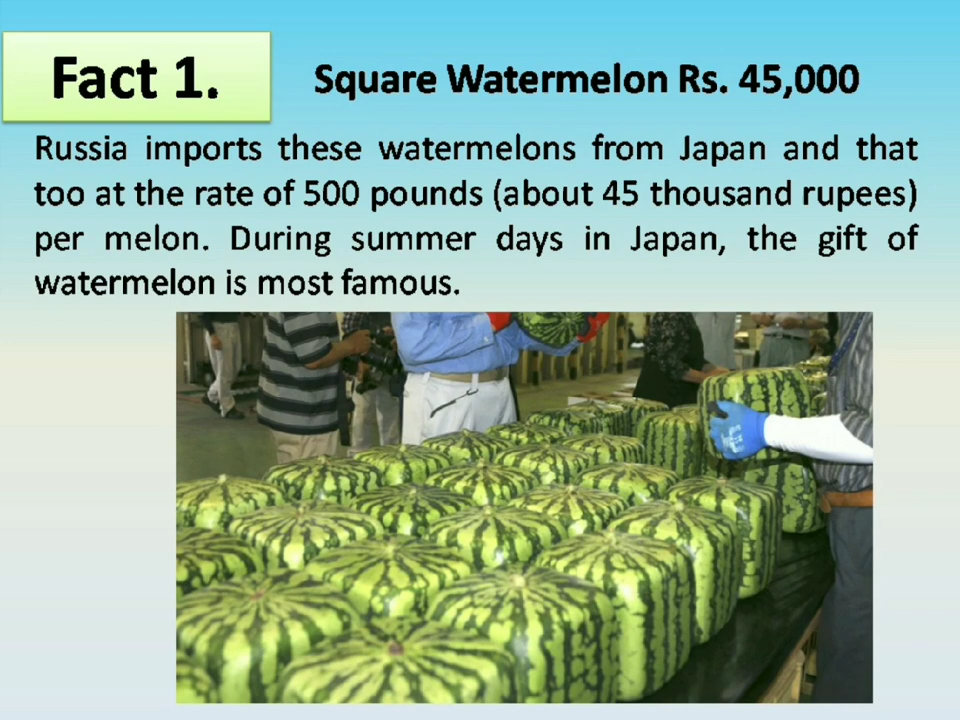 Fact 1.
Square Watermelon Rs. 45,000
Russia imports these watermelons from Japan and that
too at the rate of 500 pounds (about 45 thousand rupees)
per melon. During summer days in Japan, the gift of
watermelon is most famous.